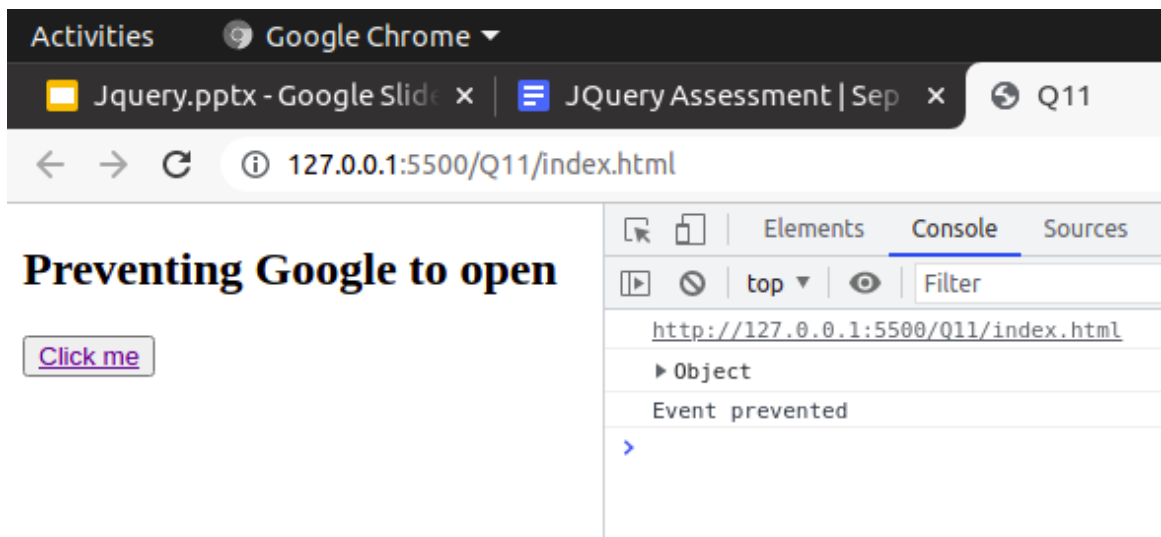 Activities Google Chrome
Jquery.pptx - Google Slide JQuery Assessment | Sep Q11
127.0.0.1:5500/Q11/index.html
Elements Console Sources
Preventing Google to open
top Filter
http://127.0.0.1:5500/Q11/index.html
Click me
Object
Event prevented